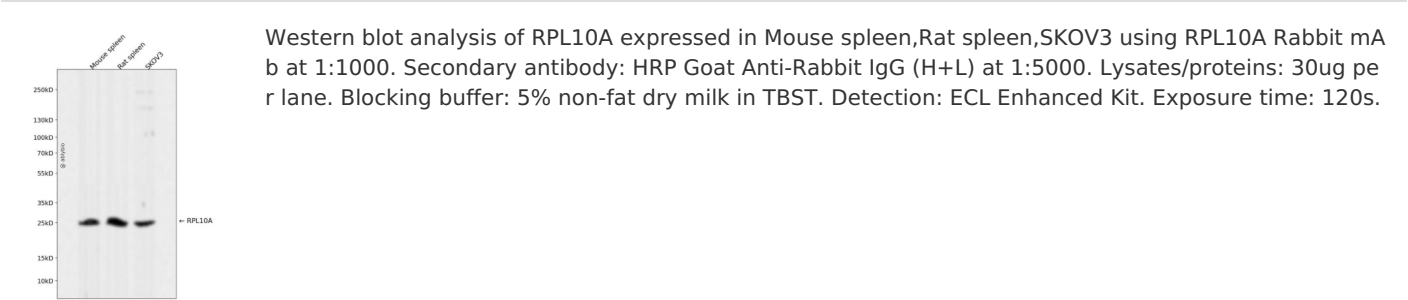 Mouse spleen
Rat spleen
SKOV3
250kD
130kD
100kD
70kD
55kD
35kD
25kD
15kD
10kD
@ ablybio
← RPL10A
Western blot analysis of RPL10A expressed in Mouse spleen,Rat spleen,SKOV3 using RPL10A Rabbit mA
b at 1:1000. Secondary antibody: HRP Goat Anti-Rabbit IgG (H+L) at 1:5000. Lysates/proteins: 30ug pe
r lane. Blocking buffer: 5% non-fat dry milk in TBST. Detection: ECL Enhanced Kit. Exposure time: 120s.